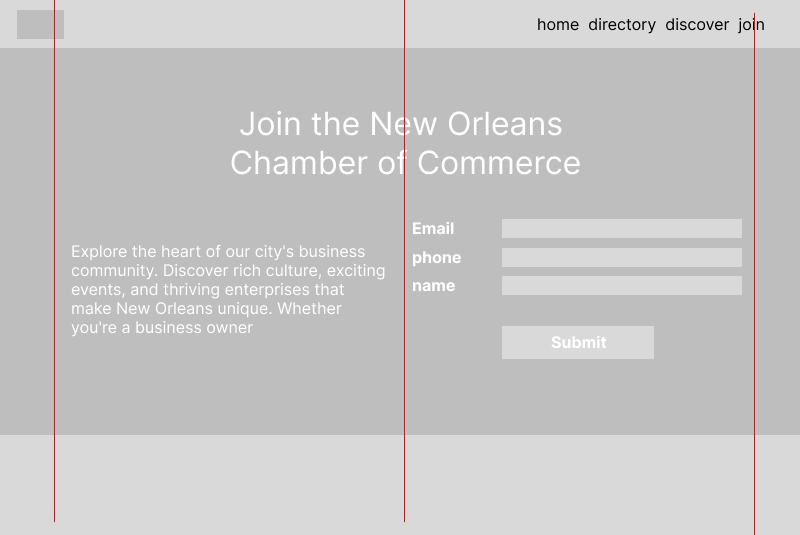 home directory discover join
Join the New Orleans
Chamber of Commerce
Explore the heart of our city's business
community. Discover rich culture, exciting
events, and thriving enterprises that
make New Orleans unique. Whether
you're a business owner
Email
phone
name
Submit